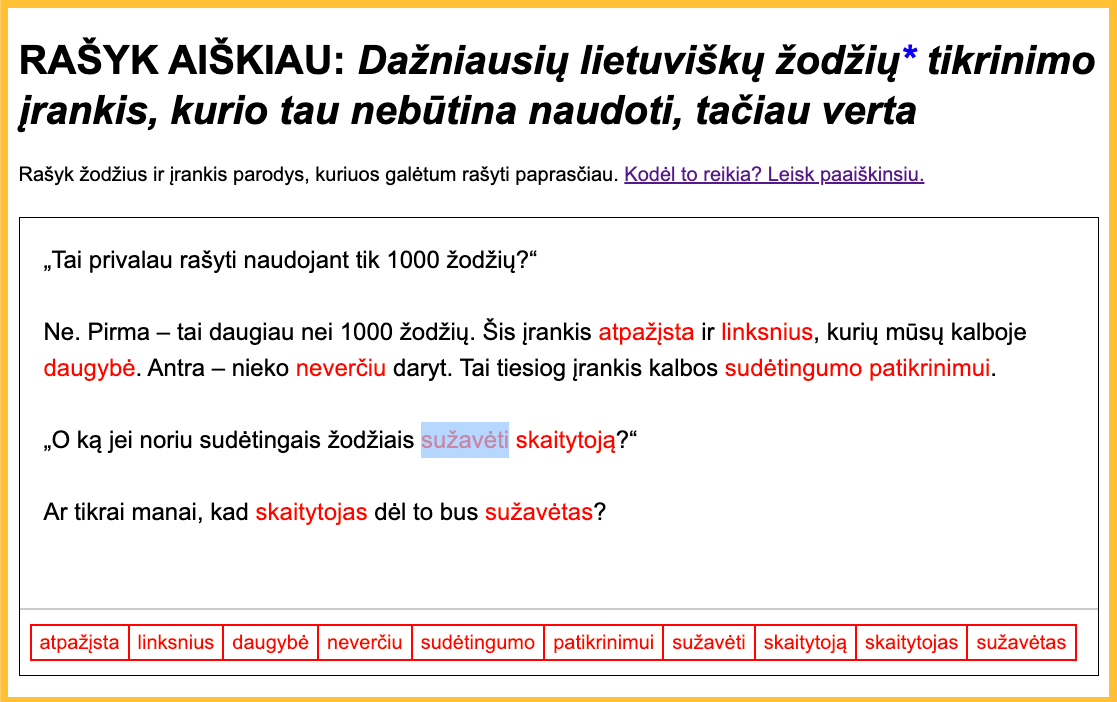 RAŠYK AIŠKIAU: Dažniausių lietuviškų žodžių* tikrinimo
įrankis, kurio tau nebūtina naudoti, tačiau verta
Rašyk žodžius ir įrankis parodys, kuriuos galėtum rašyti paprasčiau. Kodėl to reikia? Leisk paaiškinsiu.
„Tai privalau rašyti naudojant tik 1000 žodžių?“
Ne. Pirma – tai daugiau nei 1000 žodžių. Šis įrankis atpažįsta ir linksnius, kurių mūsų kalboje
daugybė. Antra – nieko neverčiu daryt. Tai tiesiog įrankis kalbos sudėtingumo patikrinimui.
„O ką jei noriu sudėtingais žodžiais sužavėti skaitytoją?“
Ar tikrai manai, kad skaitytojas dėl to bus sužavėtas?
atpažįsta linksnius daugybė neverčiu sudėtingumo patikrinimui sužavėti skaitytoją skaitytojas sužavėtas